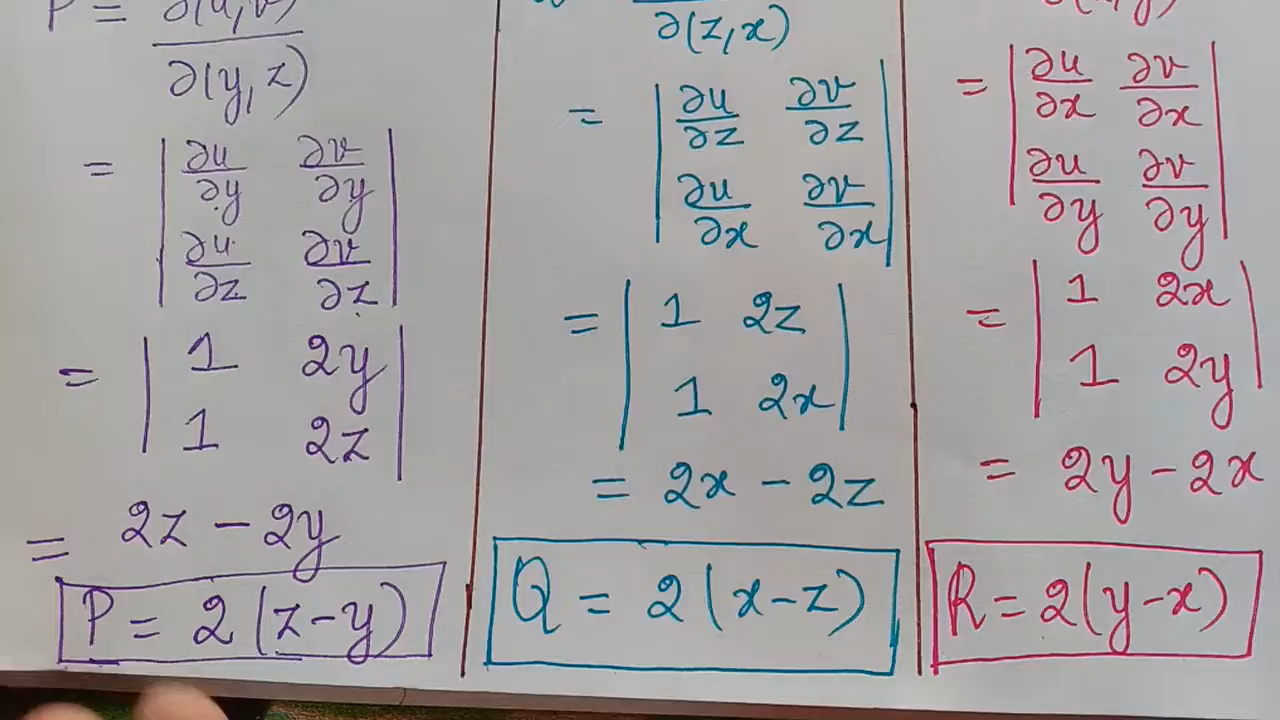 P = ∂(u,v)
∂(y,z)
= | ∂u/∂y ∂v/∂y |
| ∂u/∂z ∂v/∂z |
= | 1 2y |
| 1 2z |
= 2z - 2y
P = 2(z-y)
∂(z,x)
= | ∂u/∂z ∂v/∂z |
| ∂u/∂x ∂v/∂x |
= | 1 2z |
| 1 2x |
= 2x - 2z
Q = 2(x-z)
= | ∂u/∂x ∂v/∂x |
| ∂u/∂y ∂v/∂y |
= | 1 2x |
| 1 2y |
= 2y - 2x
R = 2(y-x)